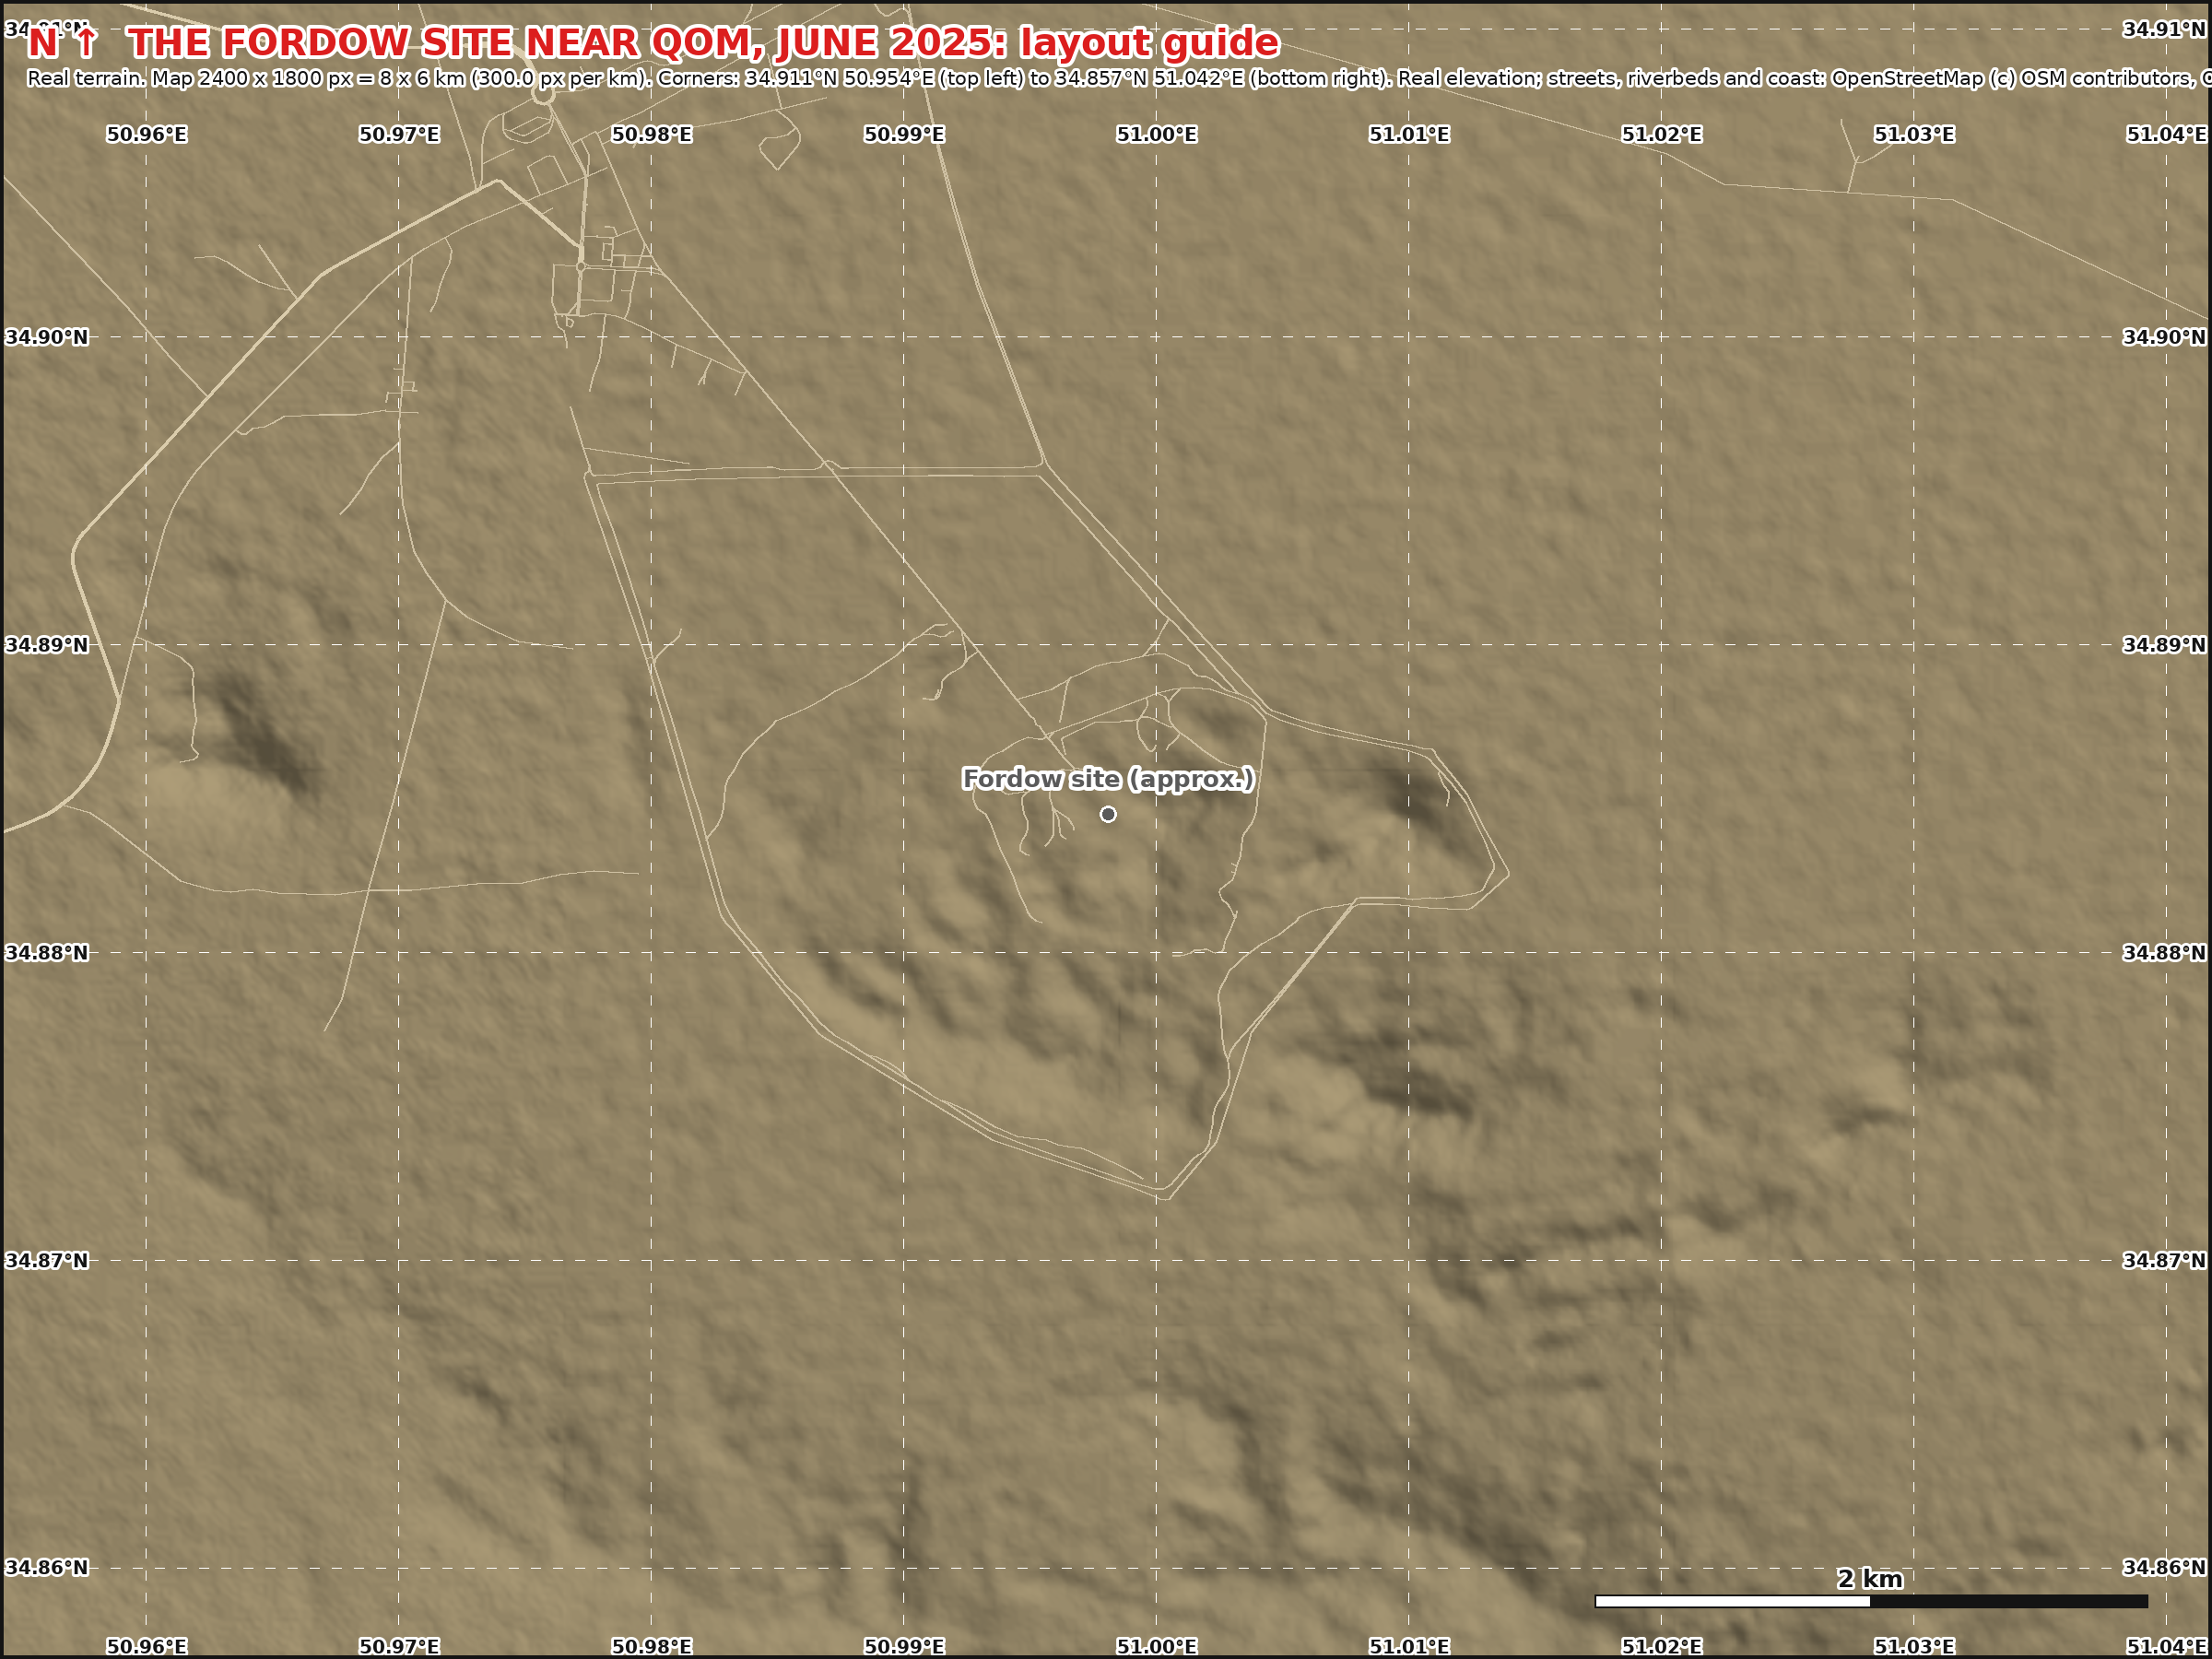 34.91°N
34.91°N
N ↑ THE FORDOW SITE NEAR QOM, JUNE 2025: layout guide
Real terrain. Map 2400 x 1800 px = 8 x 6 km (300.0 px per km). Corners: 34.911°N 50.954°E (top left) to 34.857°N 51.042°E (bottom right). Real elevation; streets, riverbeds and coast: OpenStreetMap (c) OSM contributors,
50.96°E 50.97°E 50.98°E 50.99°E 51.00°E 51.01°E 51.02°E 51.03°E 51.04°E
34.90°N 34.90°N
34.89°N 34.89°N
Fordow site (approx.)
34.88°N 34.88°N
34.87°N 34.87°N
34.86°N 34.86°N
2 km
50.96°E 50.97°E 50.98°E 50.99°E 51.00°E 51.01°E 51.02°E 51.03°E 51.04°E